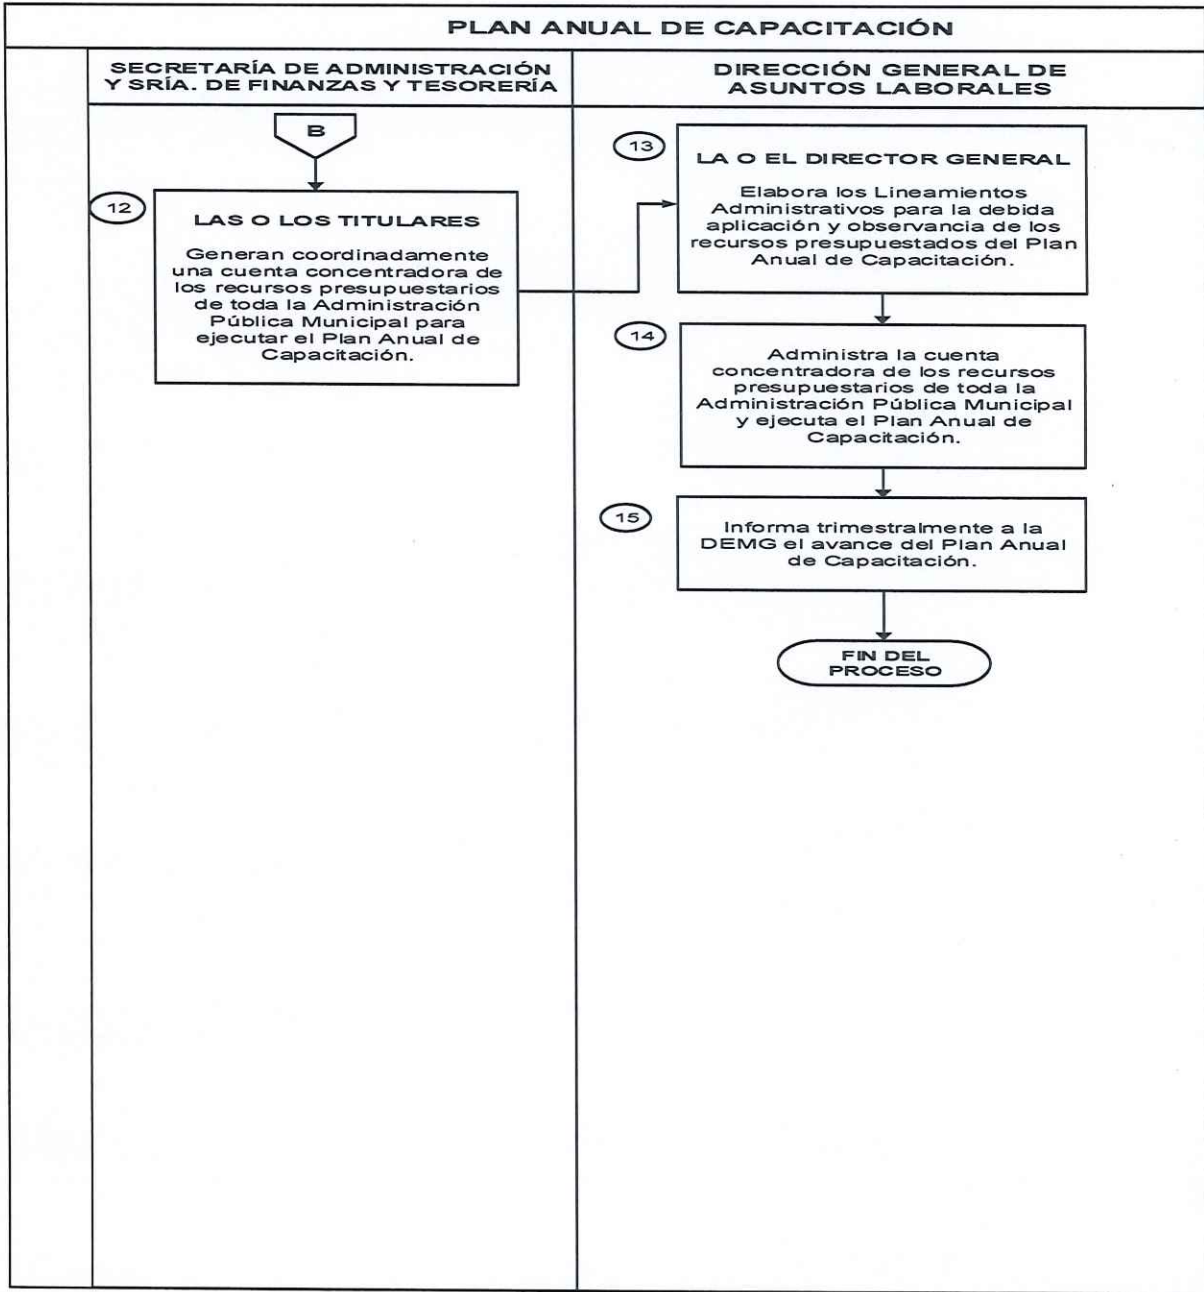 PLAN ANUAL DE CAPACITACIÓN
SECRETARÍA DE ADMINISTRACIÓN
Y SRÍA. DE FINANZAS Y TESORERÍA
DIRECCIÓN GENERAL DE
ASUNTOS LABORALES
B
12
LAS O LOS TITULARES
Generan coordinadamente
una cuenta concentradora de
los recursos presupuestarios
de toda la Administración
Pública Municipal para
ejecutar el Plan Anual de
Capacitación.
13
LA O EL DIRECTOR GENERAL
Elabora los Lineamientos
Administrativos para la debida
aplicación y observancia de los
recursos presupuestados del Plan
Anual de Capacitación.
14
Administra la cuenta
concentradora de los recursos
presupuestarios de toda la
Administración Pública Municipal
y ejecuta el Plan Anual de
Capacitación.
15
Informa trimestralmente a la
DEMG el avance del Plan Anual
de Capacitación.
FIN DEL
PROCESO